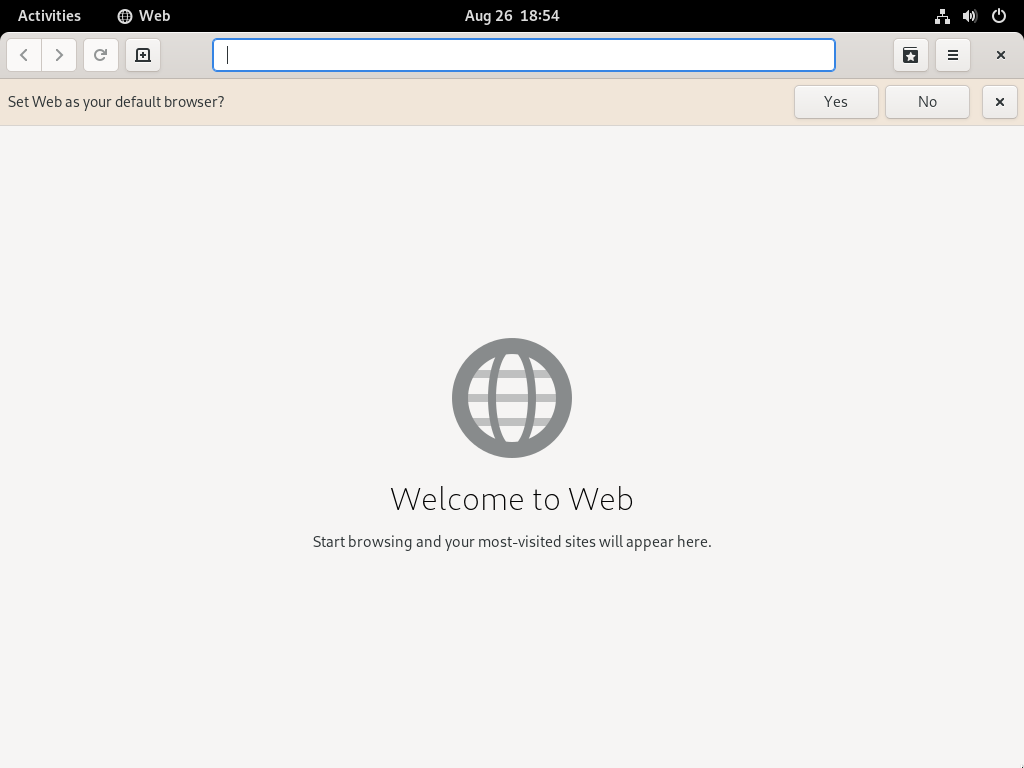 Activities Web Aug 26 18:54
Set Web as your default browser? Yes No
Welcome to Web
Start browsing and your most-visited sites will appear here.